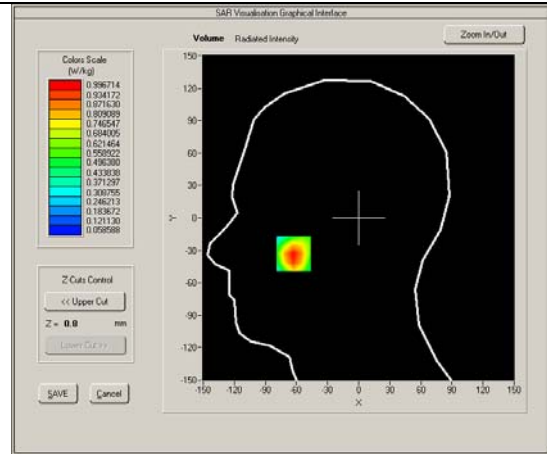 SAR Visualisation Graphical Interface
Volume Radiated Intensity
Zoom In/Out
Colors Scale
(W/kg)
0.996714
0.934172
0.871630
0.809089
0.746547
0.684005
0.621464
0.558922
0.496380
0.433838
0.371297
0.308755
0.246213
0.183672
0.121130
0.058588
Z Cuts Control
<< Upper Cut
Z = 0.0 mm
Lower Cut >>
SAVE Cancel
150-
120-
90-
60-
30-
0-
-30-
-60-
-90-
-120-
-150-
Y
-150 -120 -90 -60 -30 0 30 60 90 120 150
X